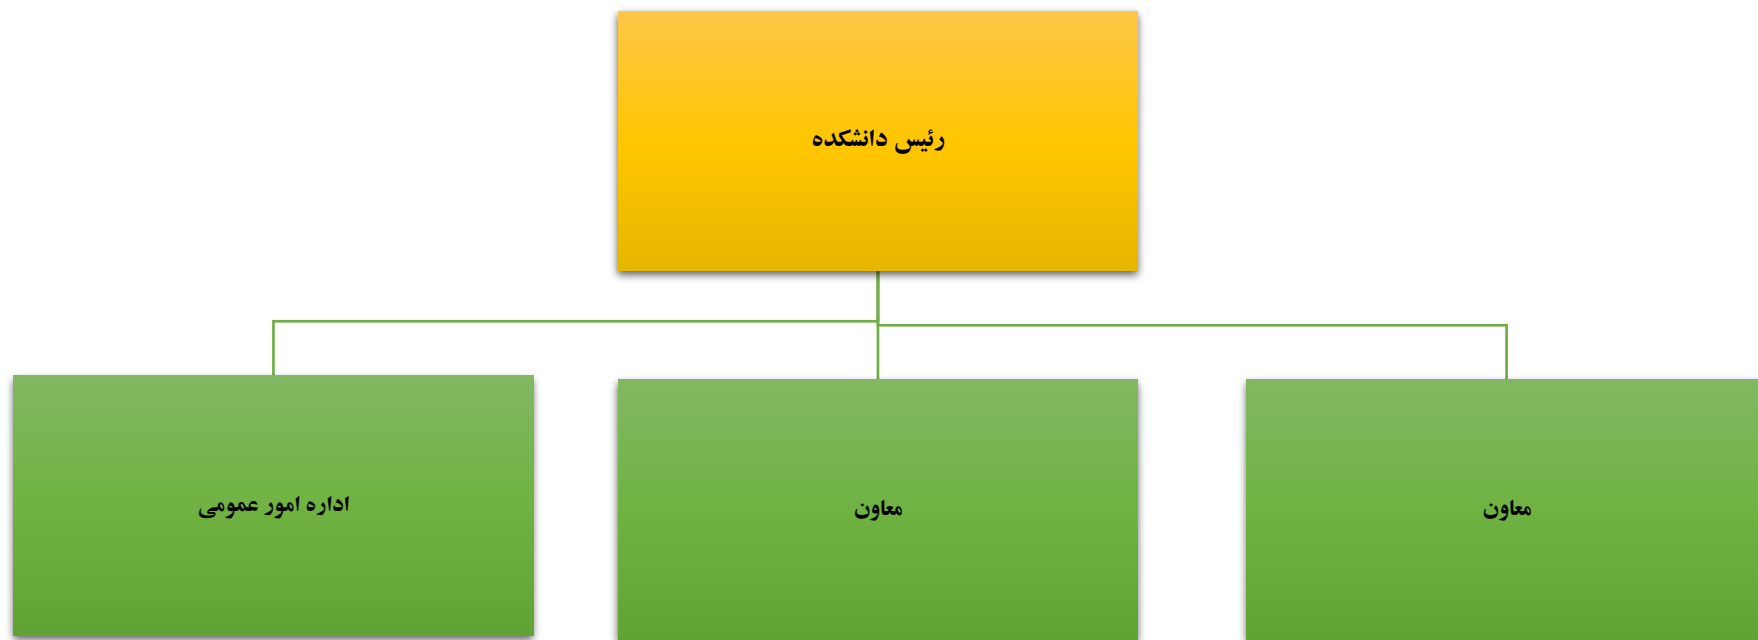 رئیس دانشکده
معاون
معاون
اداره امور عمومی